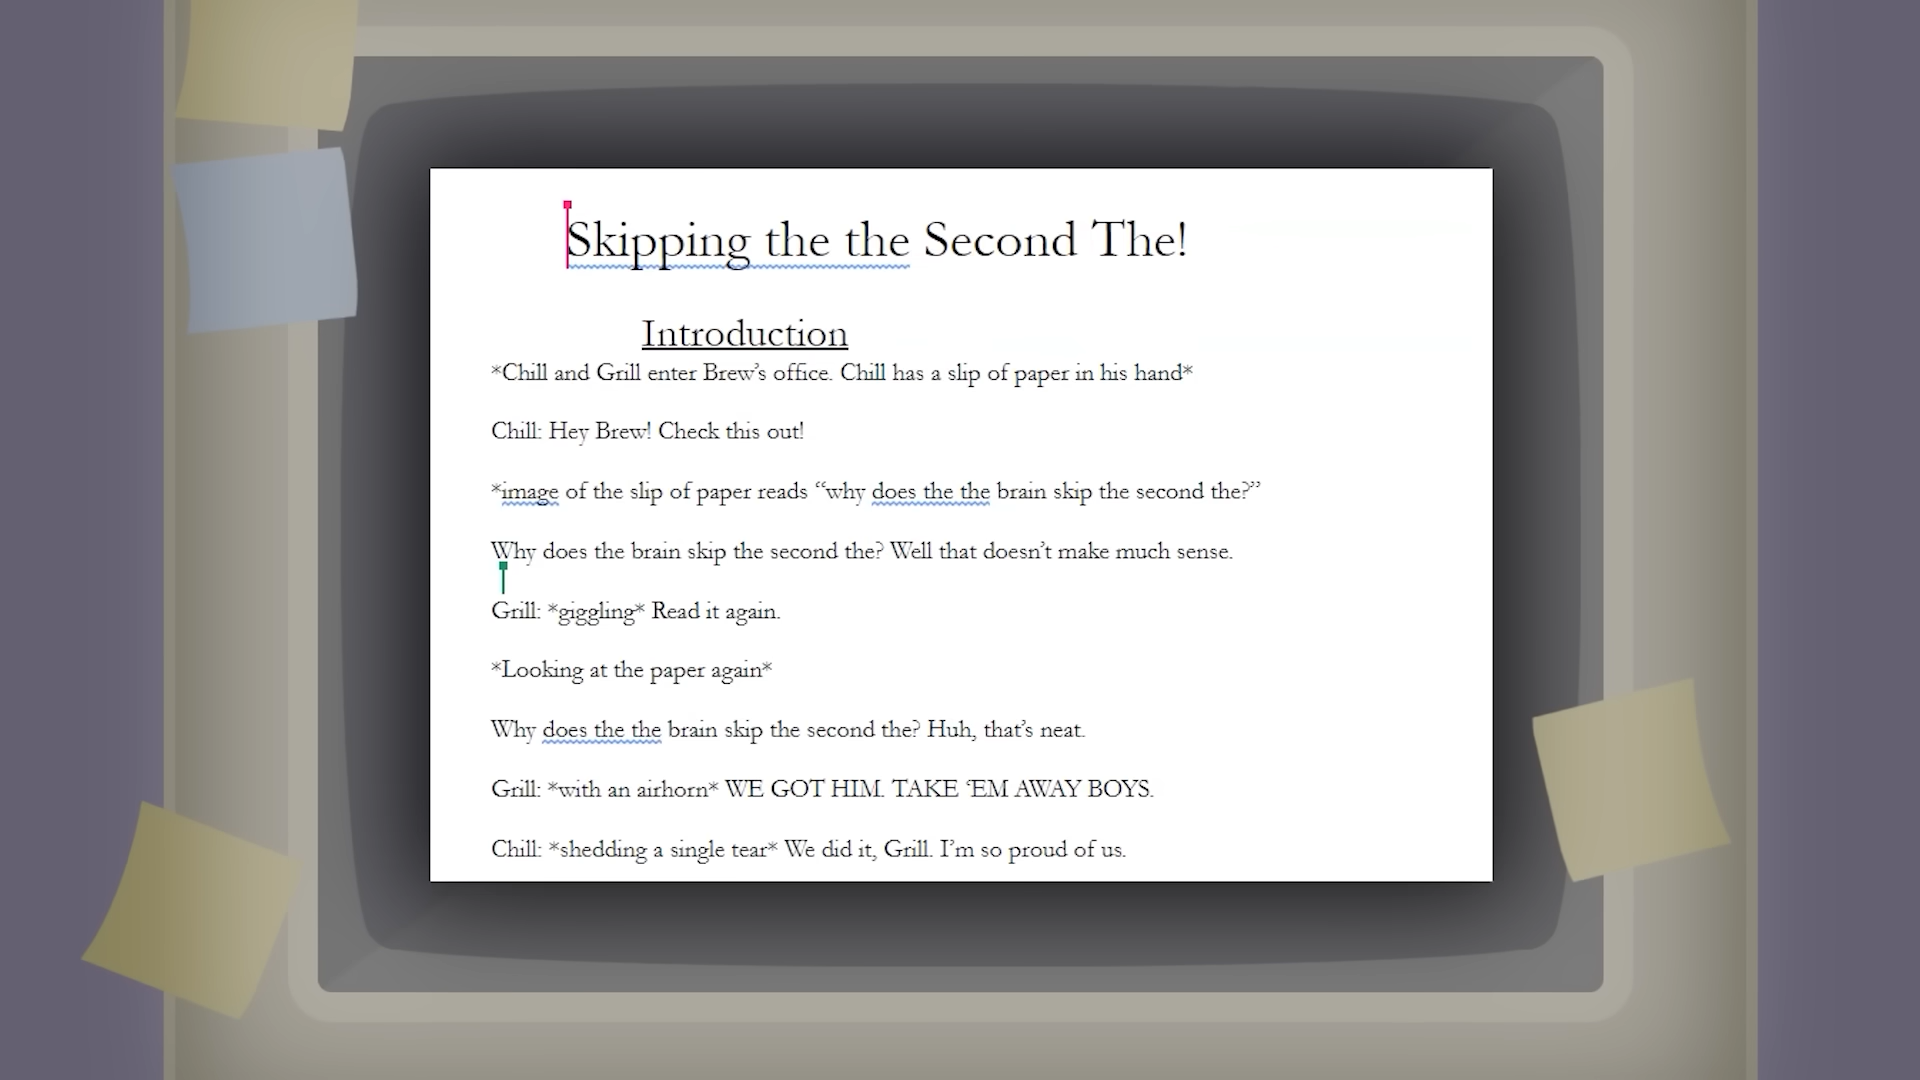 Skipping the the Second The!
Introduction
*Chill and Grill enter Brew’s office. Chill has a slip of paper in his hand*
Chill: Hey Brew! Check this out!
*image of the slip of paper reads “why does the the brain skip the second the?”
Why does the brain skip the second the? Well that doesn’t make much sense.
Grill: *giggling* Read it again.
*Looking at the paper again*
Why does the the brain skip the second the? Huh, that’s neat.
Grill: *with an airhorn* WE GOT HIM. TAKE ‘EM AWAY BOYS.
Chill: *shedding a single tear* We did it, Grill. I’m so proud of us.